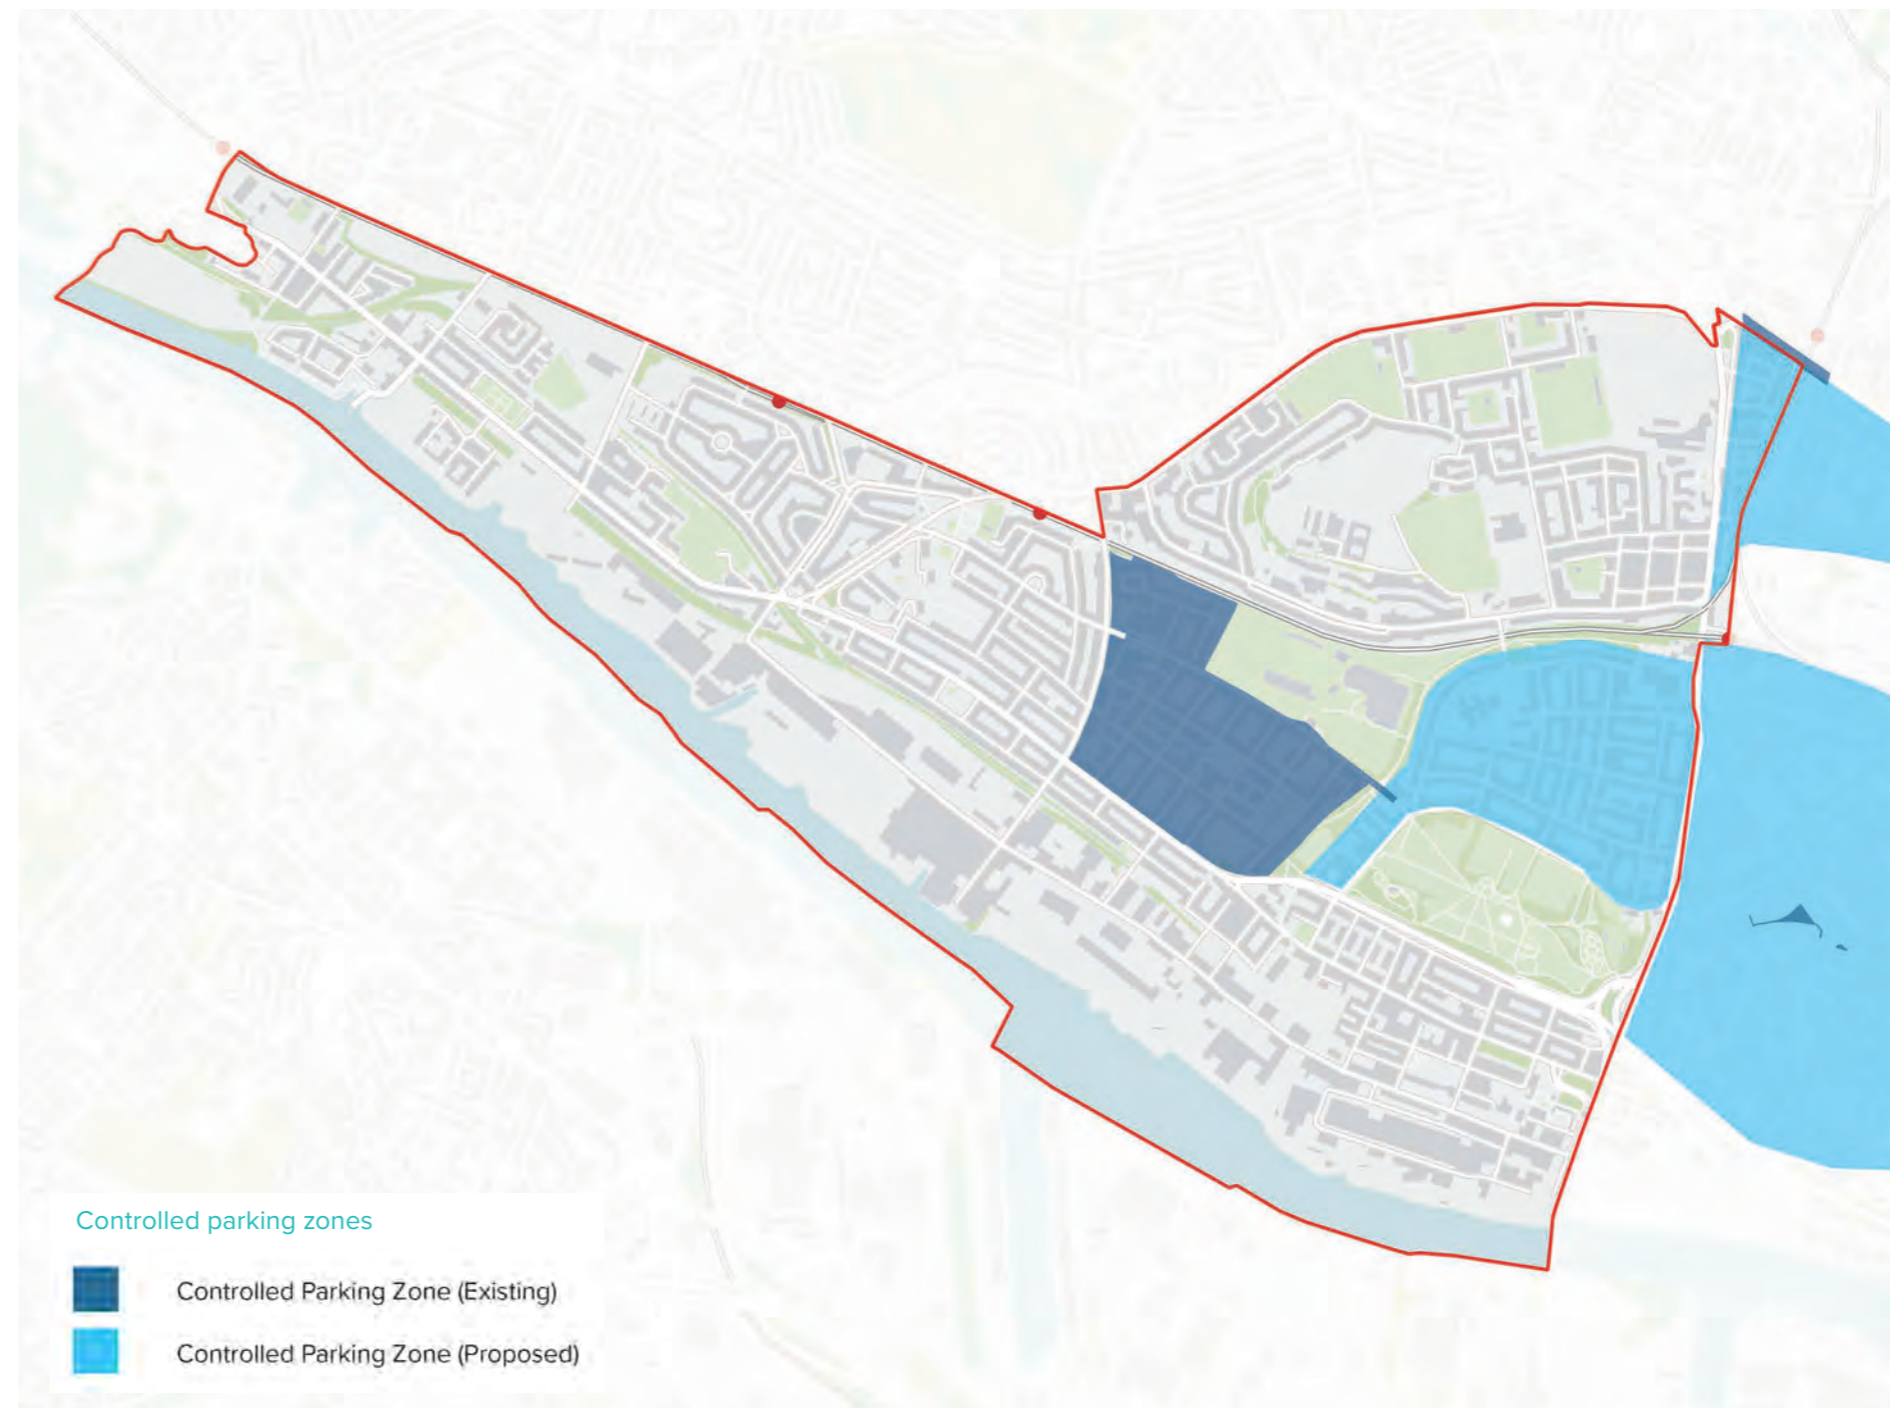 Controlled parking zones
Controlled Parking Zone (Existing)
Controlled Parking Zone (Proposed)